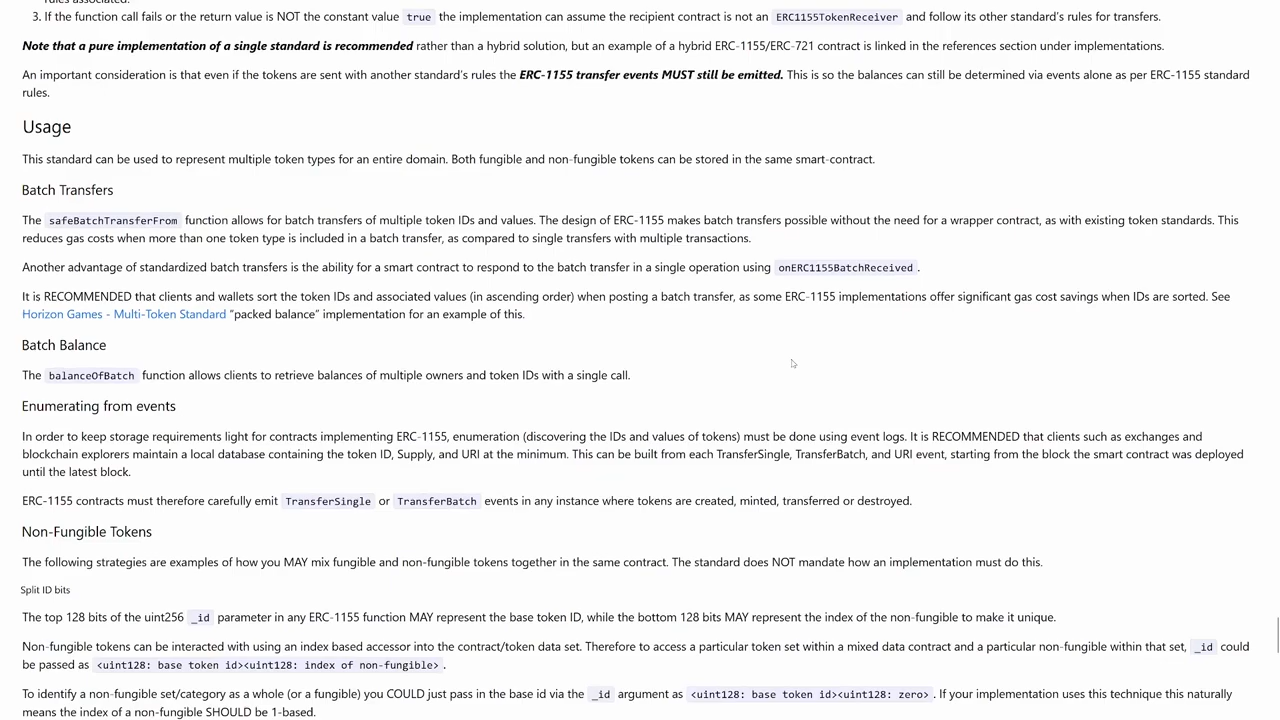 3. If the function call fails or the return value is NOT the constant value true the implementation can assume the recipient contract is not an ERC1155TokenReceiver and follow its other standard's rules for transfers.
Note that a pure implementation of a single standard is recommended rather than a hybrid solution, but an example of a hybrid ERC-1155/ERC-721 contract is linked in the references section under implementations.
An important consideration is that even if the tokens are sent with another standard's rules the ERC-1155 transfer events MUST still be emitted. This is so the balances can still be determined via events alone as per ERC-1155 standard
rules.
Usage
This standard can be used to represent multiple token types for an entire domain. Both fungible and non-fungible tokens can be stored in the same smart-contract.
Batch Transfers
The safeBatchTransferFrom function allows for batch transfers of multiple token IDs and values. The design of ERC-1155 makes batch transfers possible without the need for a wrapper contract, as with existing token standards. This
reduces gas costs when more than one token type is included in a batch transfer, as compared to single transfers with multiple transactions.
Another advantage of standardized batch transfers is the ability for a smart contract to respond to the batch transfer in a single operation using onERC1155BatchReceived.
It is RECOMMENDED that clients and wallets sort the token IDs and associated values (in ascending order) when posting a batch transfer, as some ERC-1155 implementations offer significant gas cost savings when IDs are sorted. See
Horizon Games - Multi-Token Standard “packed balance” implementation for an example of this.
Batch Balance
The balanceOfBatch function allows clients to retrieve balances of multiple owners and token IDs with a single call.
Enumerating from events
In order to keep storage requirements light for contracts implementing ERC-1155, enumeration (discovering the IDs and values of tokens) must be done using event logs. It is RECOMMENDED that clients such as exchanges and
blockchain explorers maintain a local database containing the token ID, Supply, and URI at the minimum. This can be built from each TransferSingle, TransferBatch, and URI event, starting from the block the smart contract was deployed
until the latest block.
ERC-1155 contracts must therefore carefully emit TransferSingle or TransferBatch events in any instance where tokens are created, minted, transferred or destroyed.
Non-Fungible Tokens
The following strategies are examples of how you MAY mix fungible and non-fungible tokens together in the same contract. The standard does NOT mandate how an implementation must do this.
Split ID bits
The top 128 bits of the uint256 _id parameter in any ERC-1155 function MAY represent the base token ID, while the bottom 128 bits MAY represent the index of the non-fungible to make it unique.
Non-fungible tokens can be interacted with using an index based accessor into the contract/token data set. Therefore to access a particular token set within a mixed data contract and a particular non-fungible within that set, _id could
be passed as <uint128: base token id><uint128: index of non-fungible>.
To identify a non-fungible set/category as a whole (or a fungible) you COULD just pass in the base id via the _id argument as <uint128: base token id><uint128: zero>. If your implementation uses this technique this naturally
means the index of a non-fungible SHOULD be 1-based.